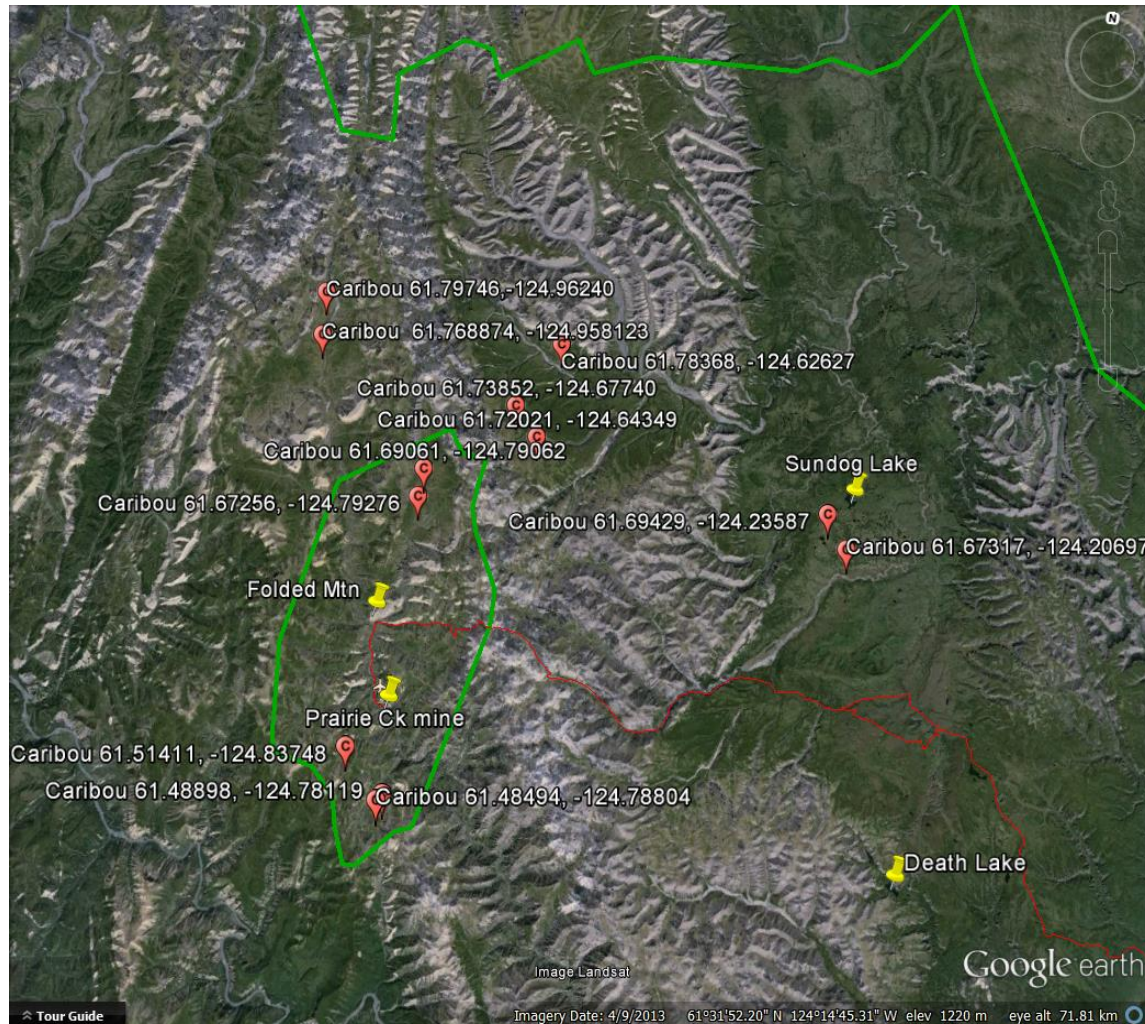 N
Caribou 61.79746,-124.96240
Caribou  61.768874, -124.958123
Caribou 61.78368, -124.62627
Caribou 61.73852, -124.67740
Caribou 61.72021, -124.64349
Caribou 61.69061, -124.79062
Sundog Lake
Caribou 61.67256, -124.79276
Caribou 61.69429, -124.23587
Caribou 61.67317, -124.20697
Folded Mtn
Prairie Ck mine
Caribou 61.51411, -124.83748
Caribou 61.48898, -124.78119
Caribou 61.48494, -124.78804
Death Lake
Google earth
Image Landsat
Tour Guide
Imagery Date: 4/9/2013    61°31'52.20" N  124°14'45.31" W  elev  1220 m    eye alt  71.81 km